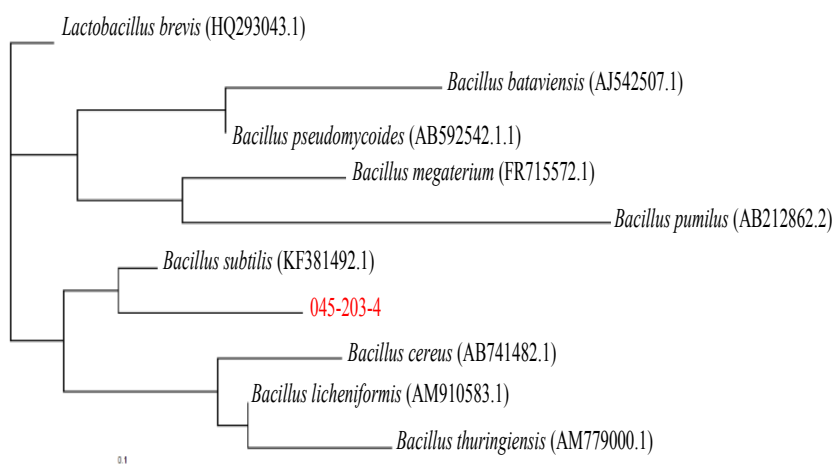 Lactobacillus brevis (HQ293043.1)
Bacillus bataviensis (AJ542507.1)
Bacillus pseudomycoides (AB592542.1.1)
Bacillus megaterium (FR715572.1)
Bacillus pumilus (AB212862.2)
Bacillus subtilis (KF381492.1)
045-203-4
Bacillus cereus (AB741482.1)
Bacillus licheniformis (AM910583.1)
Bacillus thuringiensis (AM779000.1)
0.1